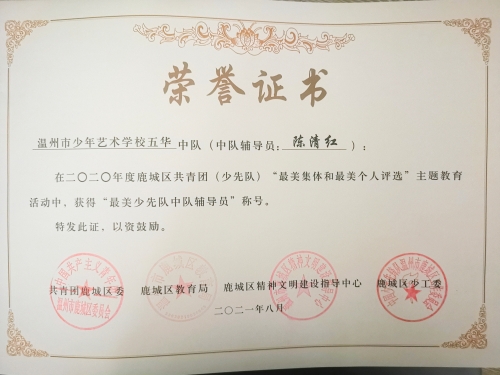 荣誉证书
温州市少年艺术学校五华中队（中队辅导员：陈清红）：
在二〇二〇年度鹿城区共青团（少先队）“最美集体和最美个人评选”主题教育
活动中，获得“最美少先队中队辅导员”称号。
特发此证，以资鼓励。
共青团鹿城区委 鹿城区教育局 鹿城区精神文明建设指导中心 鹿城区少工委
二〇二一年八月